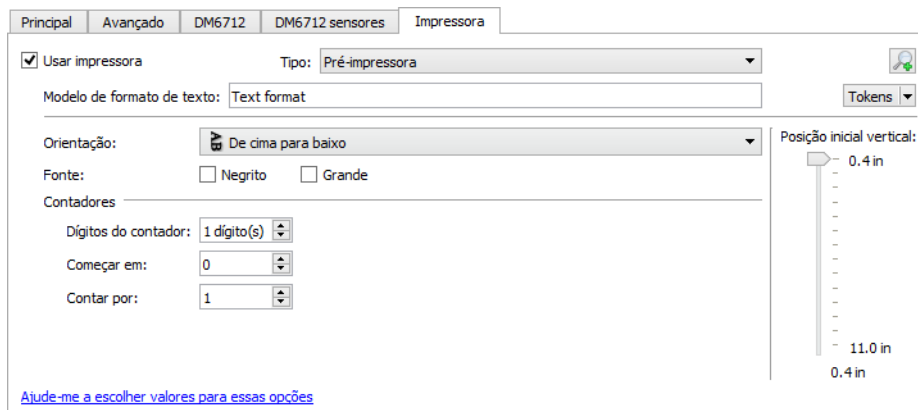 Principal Avançado DM6712 DM6712 sensores Impressora
Usar impressora Tipo: Pré-impressora
Modelo de formato de texto: Text format Tokens
Orientação: AB De cima para baixo
Posição inicial vertical:
0.4 in
Fonte: Negrito Grande
Contadores
Dígitos do contador: 1 dígito(s)
Começar em: 0
Contar por: 1
11.0 in
0.4 in
Ajude-me a escolher valores para essas opções